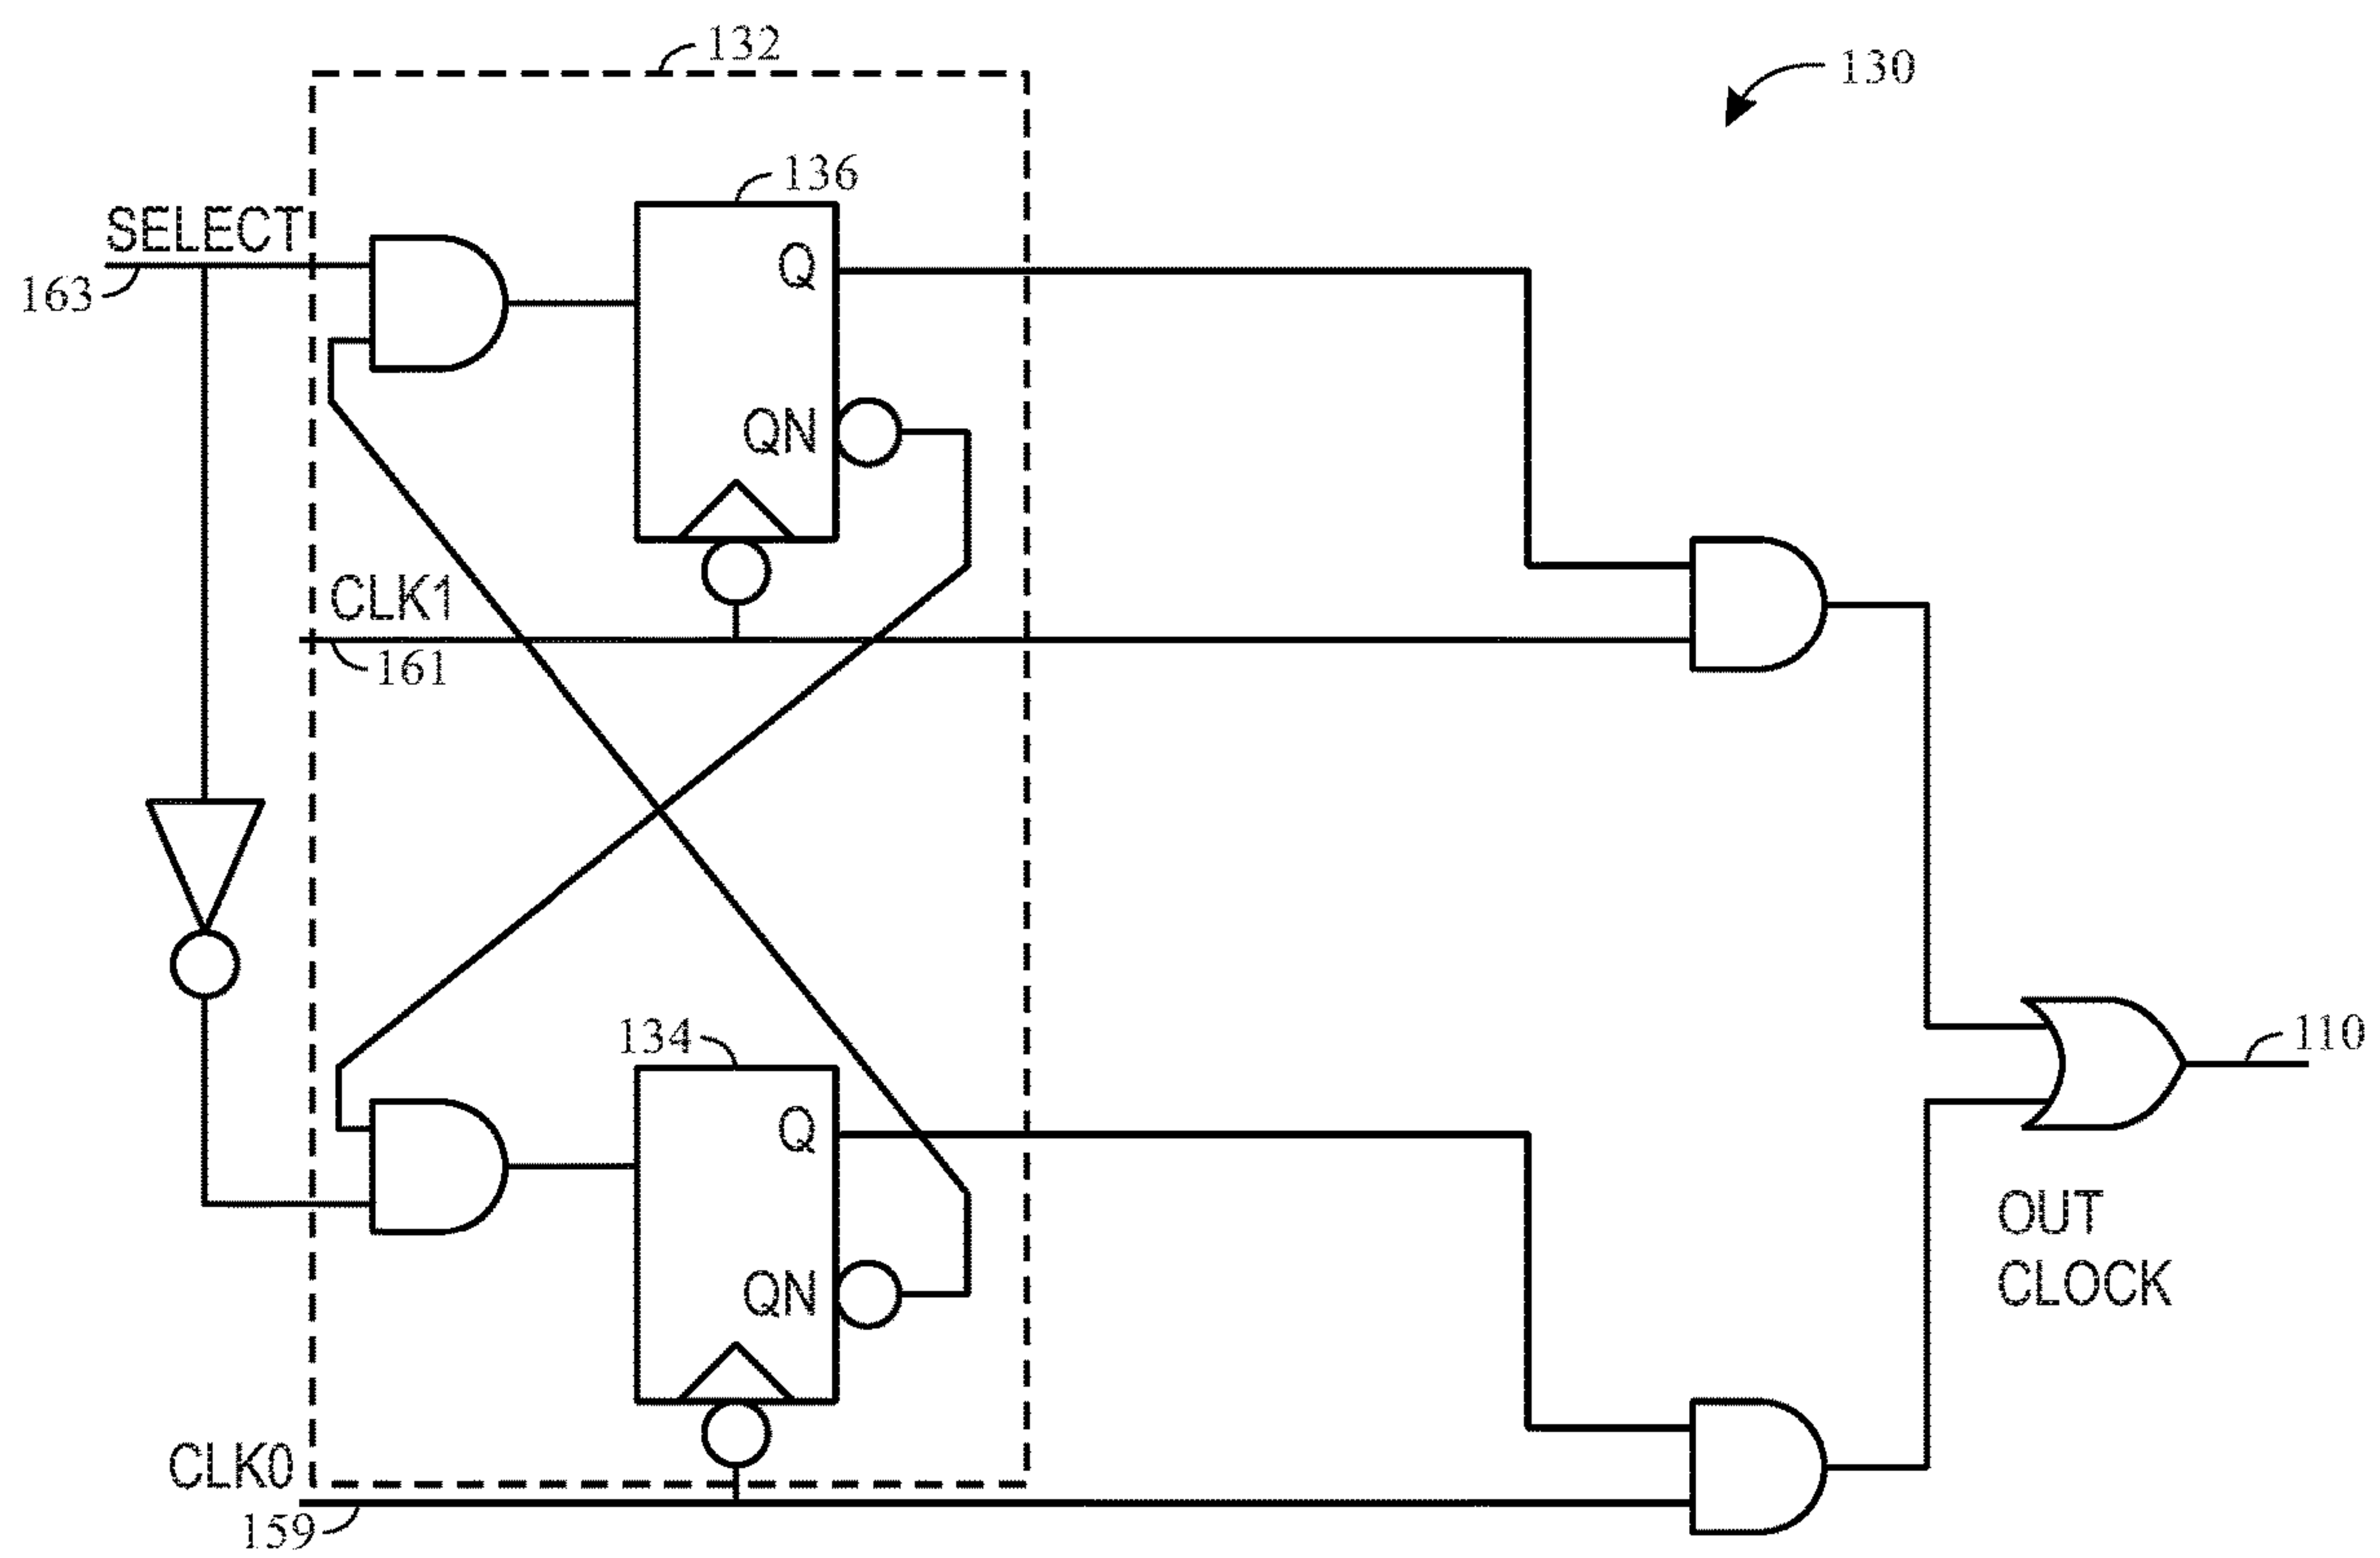 132
130
136
SELECT
Q
163
QN
CLK1
161
134
110
Q
OUT
CLOCK
QN
CLK0
159